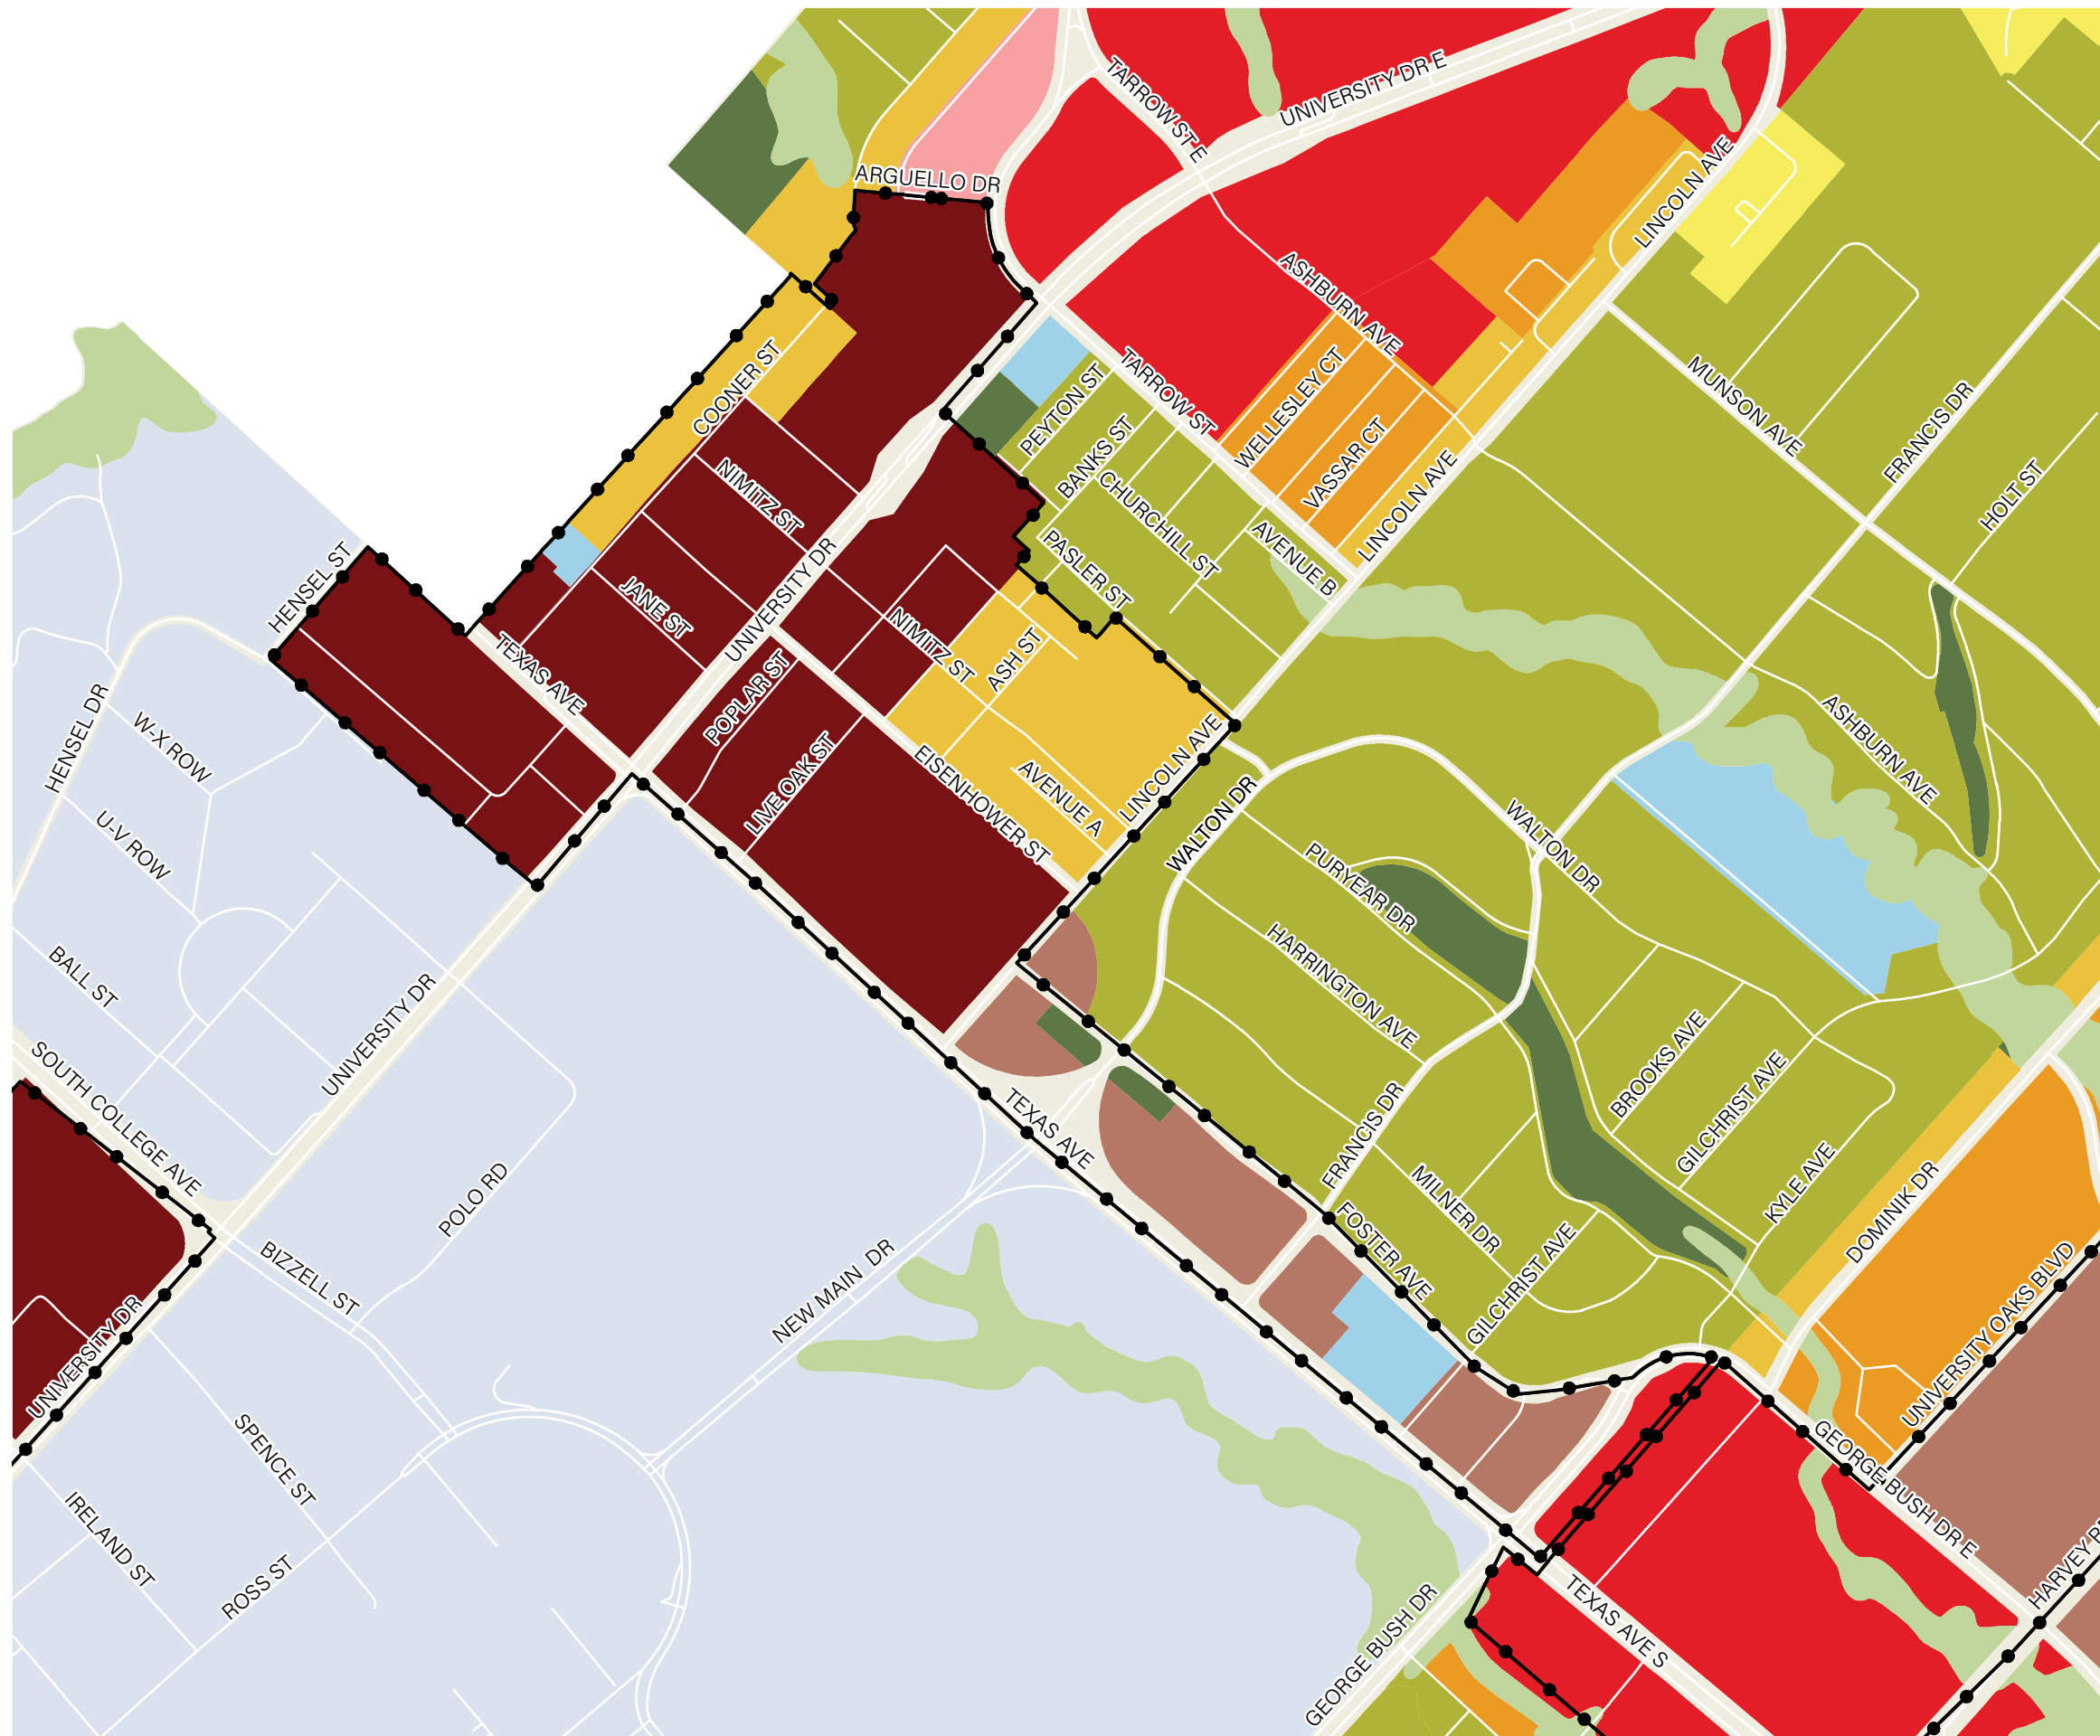 UNIVERSITY DR E
TARROW ST E
ARGUELLO DR
LINCOLN AVE
ASHBURN AVE
COONER ST
TARROW ST
PEYTON ST
WELLESLEY CT
MUNSON AVE
FRANCIS DR
BANKS ST
VASSAR CT
HOLT ST
NIMITZ ST
CHURCHILL ST
LINCOLN AVE
AVENUE B
HENSEL ST
JANE ST
UNIVERSITY DR
PASLER ST
NIMITZ ST
ASH ST
TEXAS AVE
POPLAR ST
HENSEL DR
W-X ROW
ASHBURN AVE
LIVE OAK ST
EISENHOWER ST
AVENUE A
LINCOLN AVE
WALTON DR
WALTON DR
U-V ROW
PURYEAR DR
HARRINGTON AVE
BALL ST
UNIVERSITY DR
BROOKS AVE
GILCHRIST AVE
SOUTH COLLEGE AVE
TEXAS AVE
FRANCIS DR
KYLE AVE
DOMINIK DR
MILNER DR
POLO RD
FOSTER AVE
GILCHRIST AVE
BIZZELL ST
NEW MAIN DR
UNIVERSITY OAKS BLVD
UNIVERSITY DR
GEORGE BUSH DR E
SPENCE ST
IRELAND ST
ROSS ST
TEXAS AVE S
GEORGE BUSH DR
HARVEY